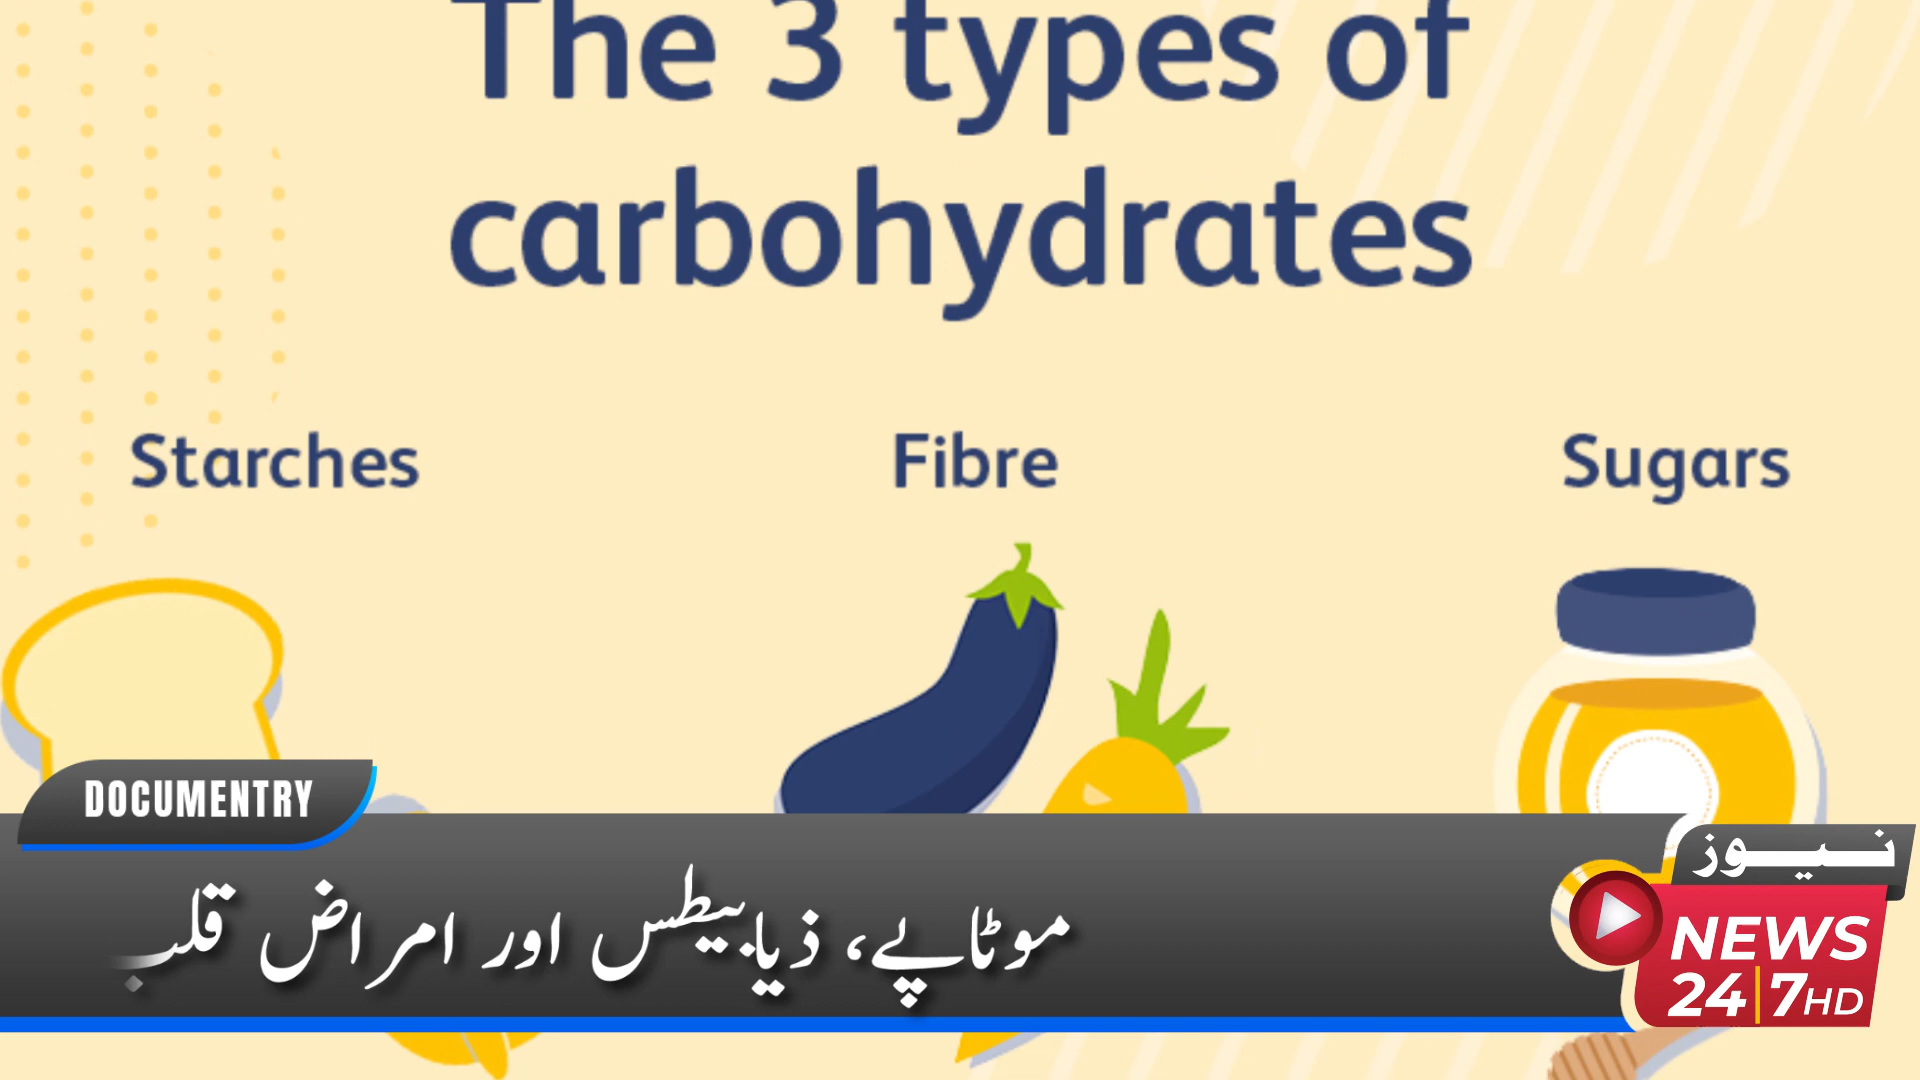 The 3 types of
carbohydrates
Starches
Fibre
Sugars
DOCUMENTRY
موٹاپے، ذیابیطس اور امراض قلب
نیوز
NEWS
24|7HD